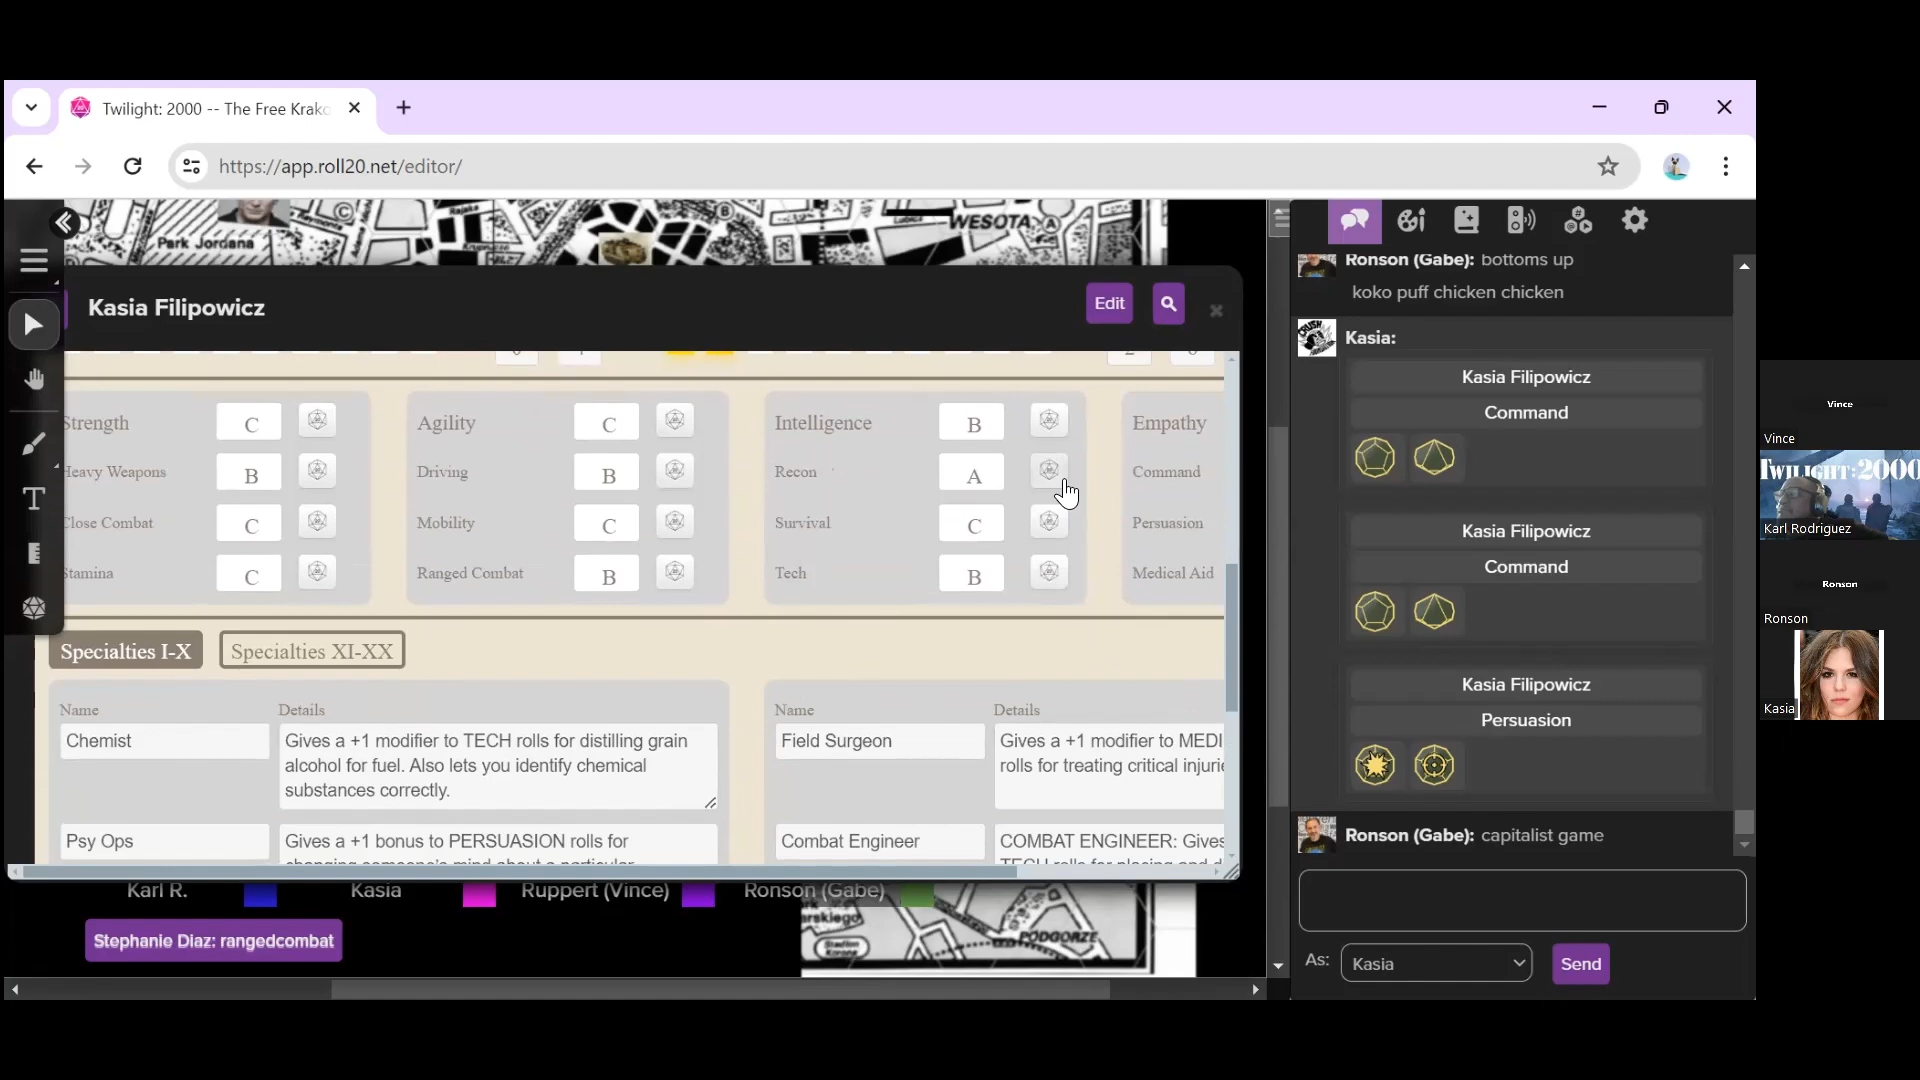 Twilight: 2000 -- The Free Krako
https://app.roll20.net/editor/
Park Jordana
WESOŁA
Kasia Filipowicz
Edit
Strength C
Agility C
Intelligence B
Empathy
Heavy Weapons B
Driving B
Recon A
Command
Close Combat C
Mobility C
Survival C
Persuasion
Stamina C
Ranged Combat B
Tech B
Medical Aid
Specialties I-X
Specialties XI-XX
Name Details
Chemist
Gives a +1 modifier to TECH rolls for distilling grain
alcohol for fuel. Also lets you identify chemical
substances correctly.
Psy Ops
Gives a +1 bonus to PERSUASION rolls for
Name Details
Field Surgeon
Gives a +1 modifier to MEDI
rolls for treating critical injurie
Combat Engineer
COMBAT ENGINEER: Gives
Karl R.
Kasia
Ruppert (Vince)
Ronson (Gabe)
Stephanie Diaz: rangedcombat
PODGORZE
Ronson (Gabe): bottoms up
koko puff chicken chicken
Kasia:
Kasia Filipowicz
Command
Kasia Filipowicz
Command
Kasia Filipowicz
Persuasion
Ronson (Gabe): capitalist game
As: Kasia
Send
Vince
Vince
TWILIGHT:2000
Karl Rodriguez
Ronson
Ronson
Kasia